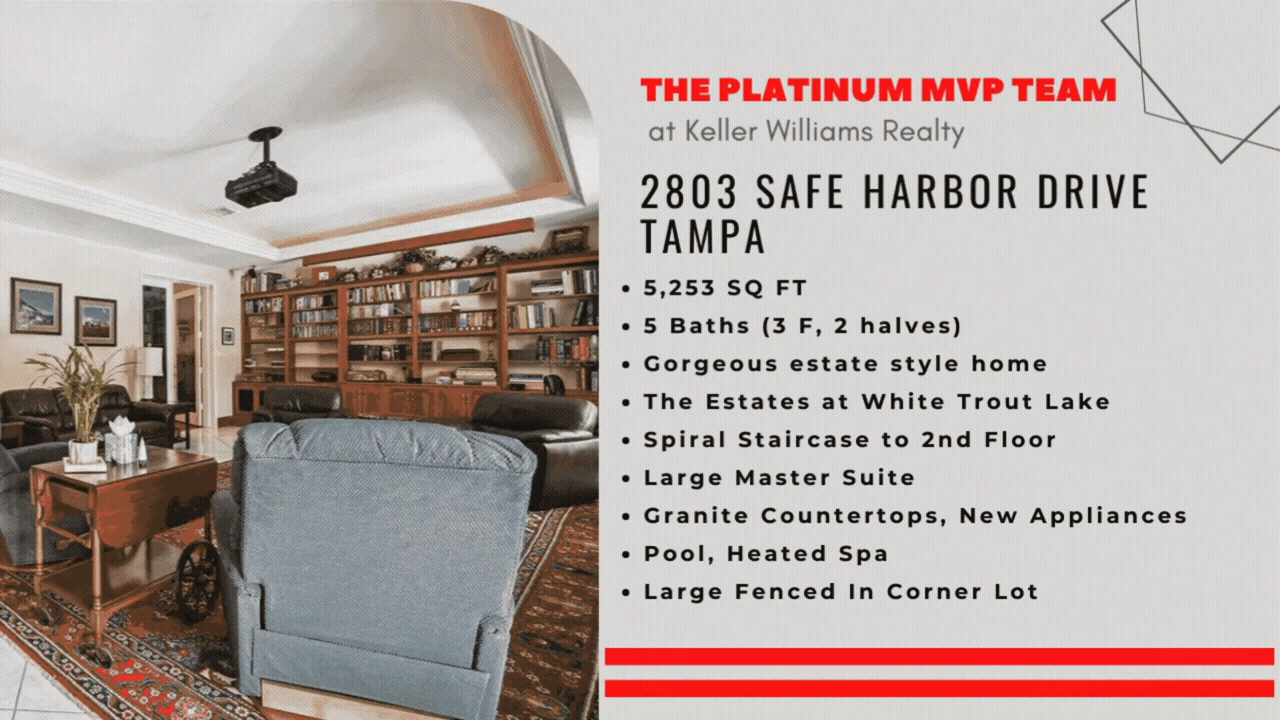 THE PLATINUM MVP TEAM
at Keller Williams Realty
2803 SAFE HARBOR DRIVE
TAMPA
• 5,253 SQ FT
• 5 Baths (3 F, 2 halves)
• Gorgeous estate style home
• The Estates at White Trout Lake
• Spiral Staircase to 2nd Floor
• Large Master Suite
• Granite Countertops, New Appliances
• Pool, Heated Spa
• Large Fenced In Corner Lot